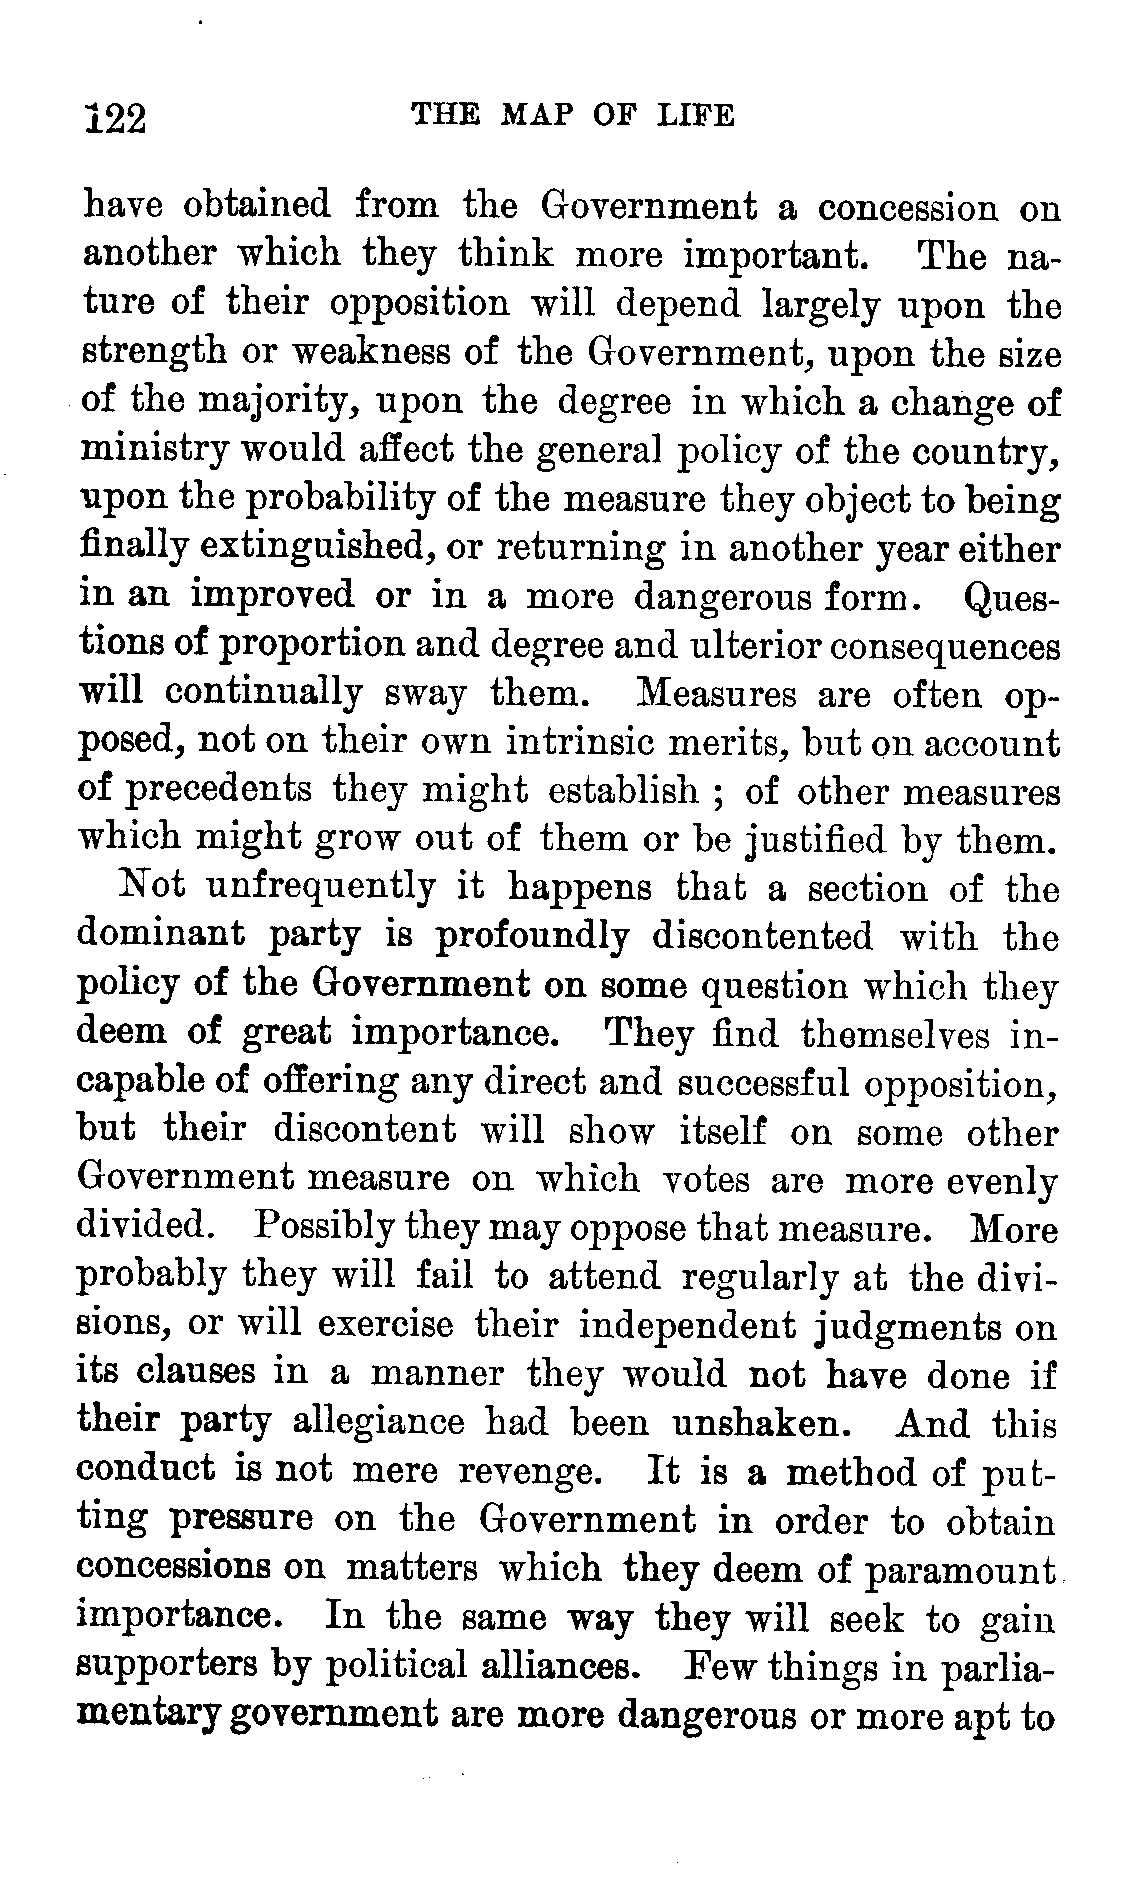 122 THE MAP OF LIFE
have obtained from the Government a concession on
another which they think more important. The na-
ture of their opposition will depend largely upon the
strength or weakness of the Government, upon the size
of the majority, upon the degree in which a change of
ministry would affect the general policy of the country,
upon the probability of the measure they object to being
finally extinguished, or returning in another year either
in an improved or in a more dangerous form. Ques-
tions of proportion and degree and ulterior consequences
will continually sway them. Measures are often op-
posed, not on their own intrinsic merits, but on account
of precedents they might establish ; of other measures
which might grow out of them or be justified by them.
Not unfrequently it happens that a section of the
dominant party is profoundly discontented with the
policy of the Government on some question which they
deem of great importance. They find themselves in-
capable of offering any direct and successful opposition,
but their discontent will show itself on some other
Government measure on which votes are more evenly
divided. Possibly they may oppose that measure. More
probably they will fail to attend regularly at the divi-
sions, or will exercise their independent judgments on
its clauses in a manner they would not have done if
their party allegiance had been unshaken. And this
conduct is not mere revenge. It is a method of put-
ting pressure on the Government in order to obtain
concessions on matters which they deem of paramount
importance. In the same way they will seek to gain
supporters by political alliances. Few things in parlia-
mentary government are more dangerous or more apt to